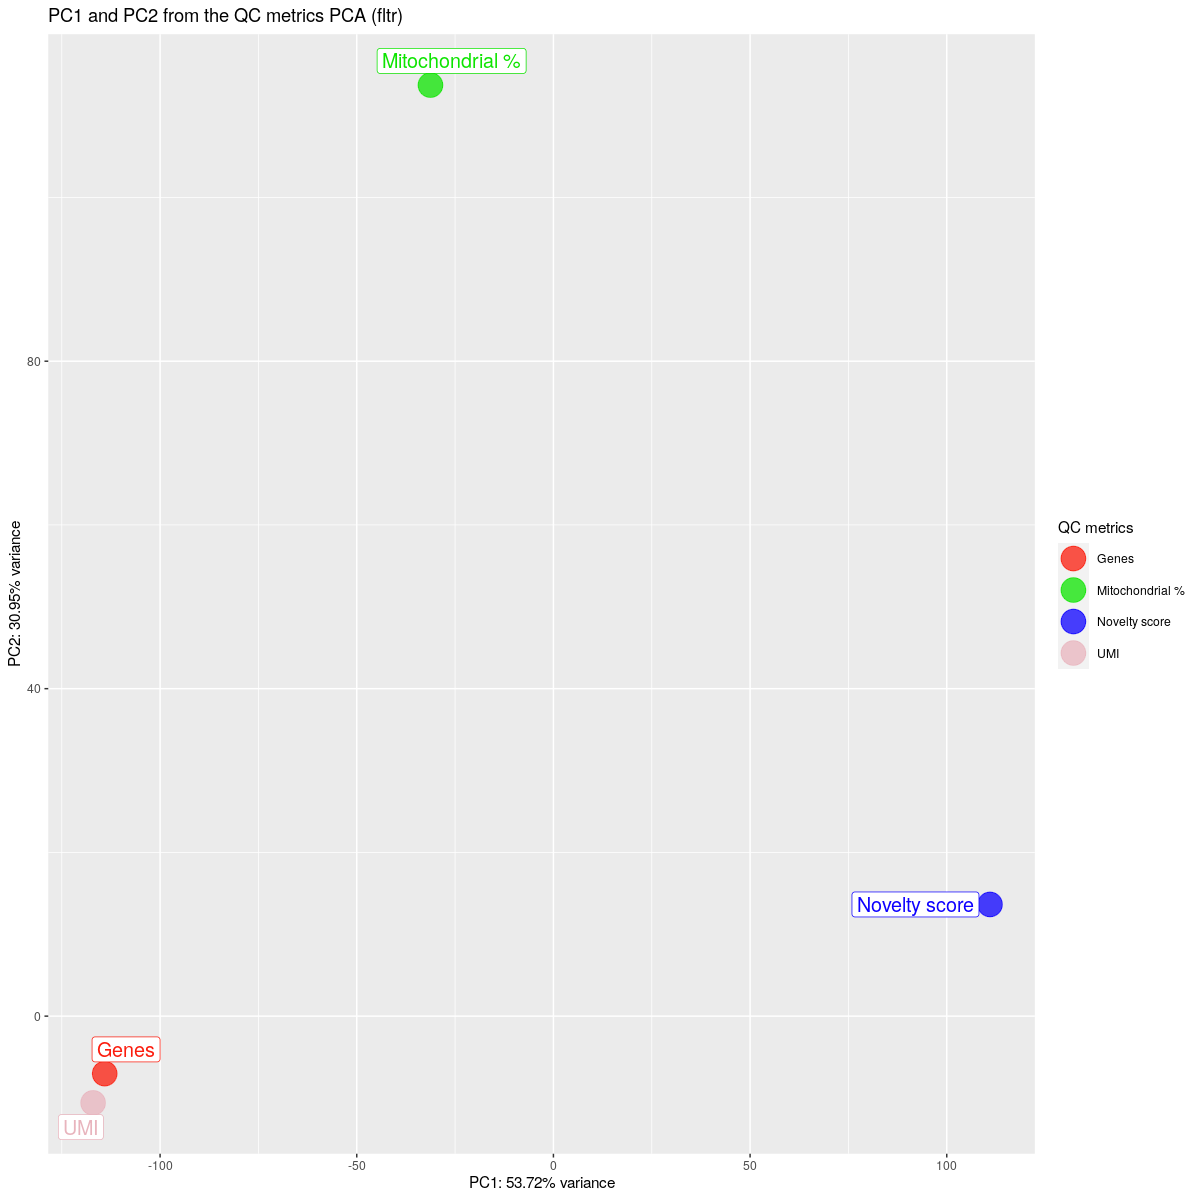 PC1 and PC2 from the QC metrics PCA (fltr)
Mitochondrial %
Novelty score
Genes
UMI
80
40
0
-100
-50
0
50
100
PC1: 53.72% variance
PC2: 30.95% variance
QC metrics
Genes
Mitochondrial %
Novelty score
UMI